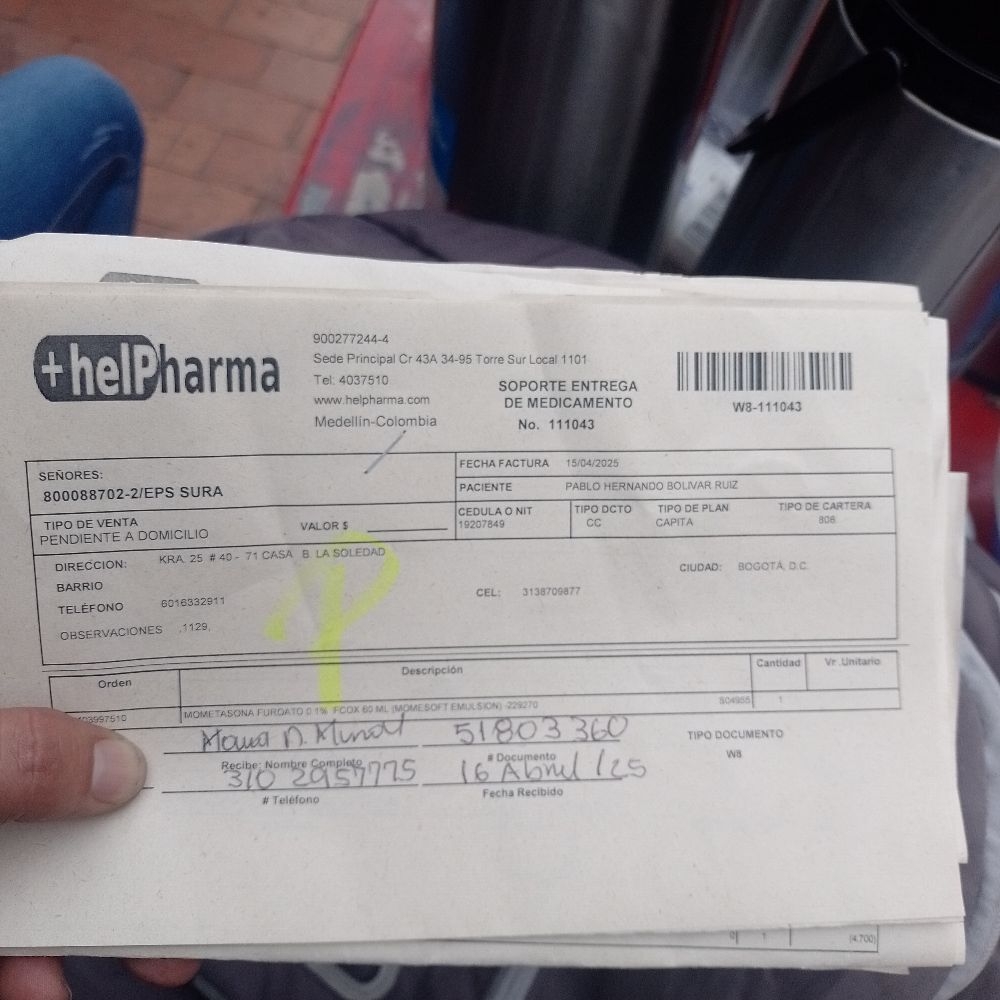 +helPharma
900277244-4
Sede Principal Cr 43A 34-95 Torre Sur Local 1101
Tel: 4037510
www.helpharma.com
Medellín-Colombia
SOPORTE ENTREGA
DE MEDICAMENTO
No. 111043
W8-111043
SEÑORES:
800088702-2/EPS SURA
FECHA FACTURA 15/04/2025
PACIENTE PABLO HERNANDO BOLIVAR RUIZ
TIPO DE VENTA
PENDIENTE A DOMICILIO
VALOR $
CEDULA O NIT
19207849
TIPO DCTO
CC
TIPO DE PLAN
CAPITA
TIPO DE CARTERA
806
DIRECCION: KRA 25 # 40 - 71 CASA B. LA SOLEDAD
CIUDAD: BOGOTÁ, D.C.
BARRIO
TELÉFONO 6016332911
CEL: 3138709877
OBSERVACIONES .1129,
Orden Descripción Cantidad Vr .Unitario
03997510 MOMETASONA FUROATO 0.1% FCOX 60 ML (MOMESOFT EMULSION) -229270 S04955 1
51803360
Recibe: Nombre Completo # Documento
TIPO DOCUMENTO
W8
310 2957775 16 Abril /25
# Teléfono Fecha Recibido
0 1 (4.700)